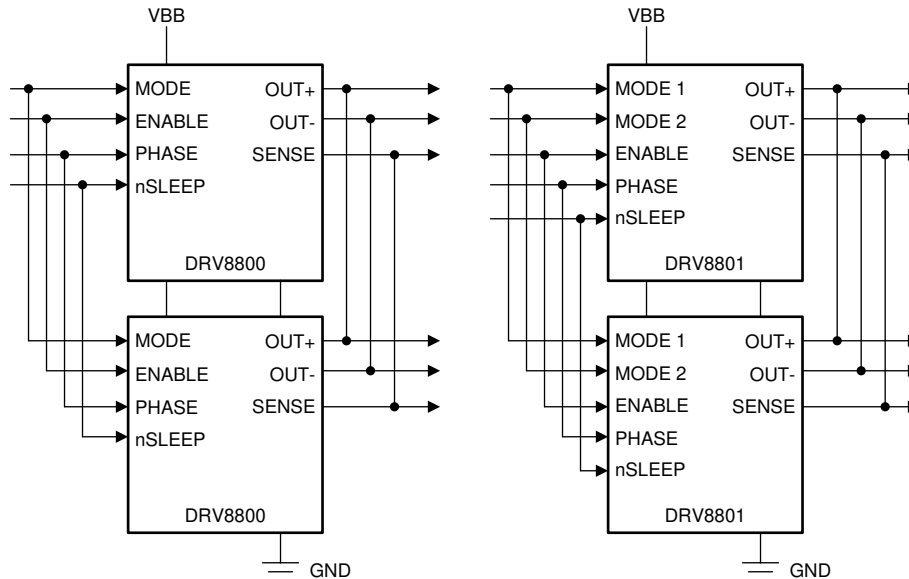 VBB
MODE
OUT+
ENABLE
OUT-
PHASE
SENSE
nSLEEP
DRV8800
MODE
OUT+
ENABLE
OUT-
PHASE
SENSE
nSLEEP
DRV8800
GND
VBB
MODE 1
OUT+
MODE 2
OUT-
ENABLE
SENSE
PHASE
nSLEEP
DRV8801
MODE 1
OUT+
MODE 2
OUT-
ENABLE
SENSE
PHASE
nSLEEP
DRV8801
GND